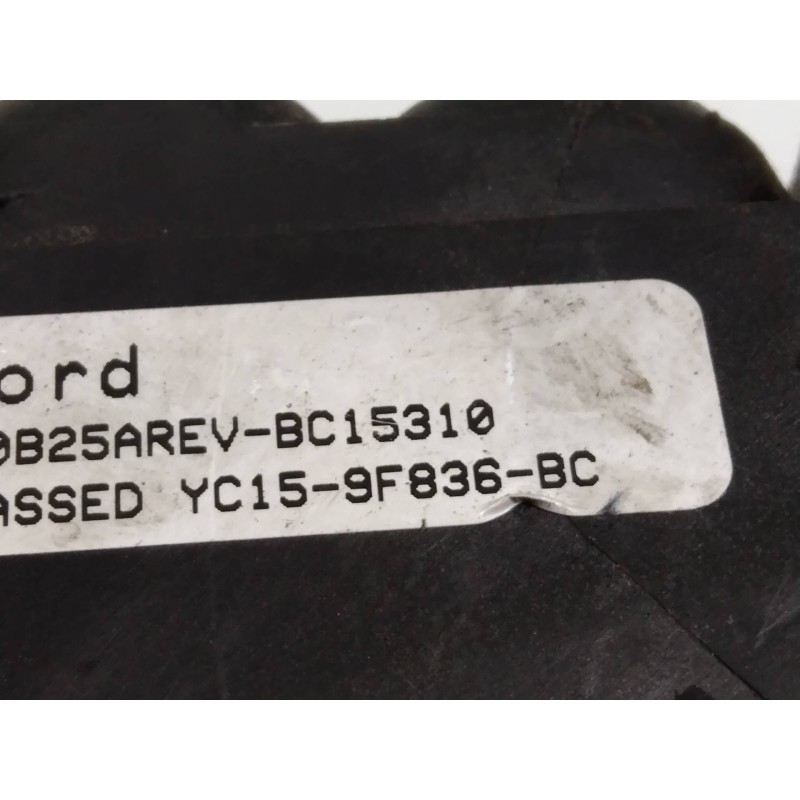 ord
0B25AREV-BC15310
ASSED YC15-9F836-BC